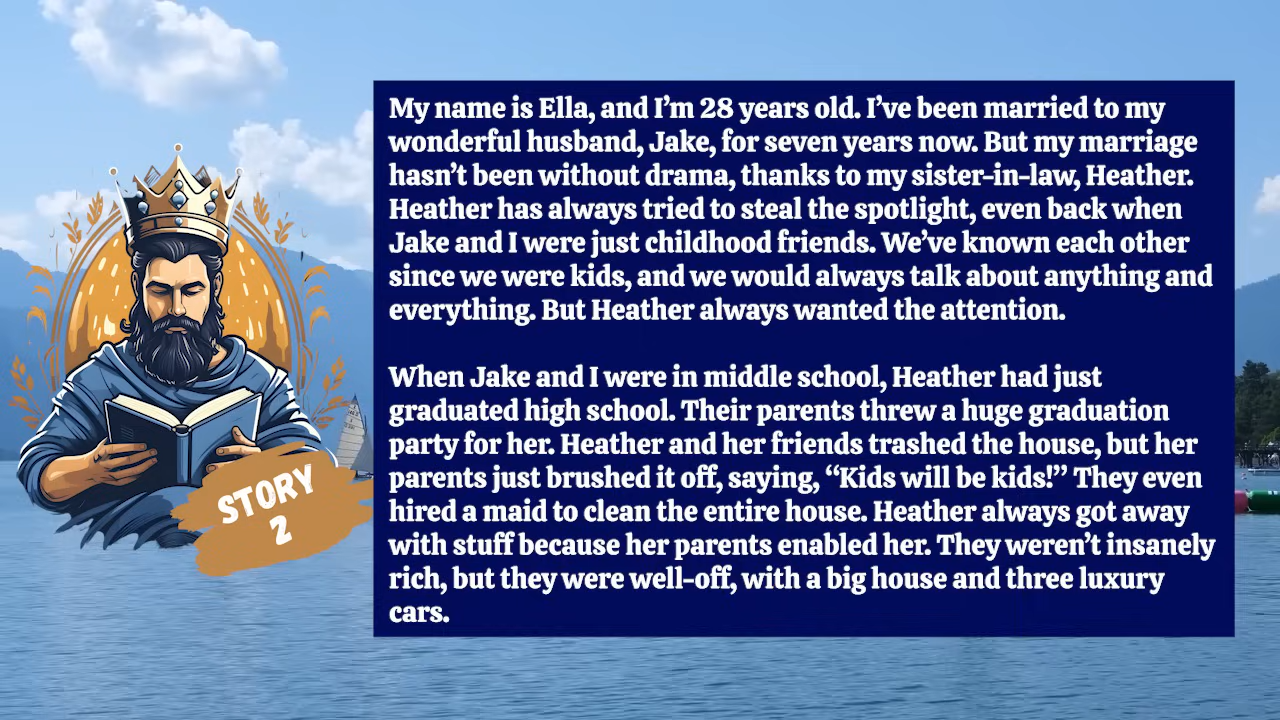 My name is Ella, and I’m 28 years old. I’ve been married to my
wonderful husband, Jake, for seven years now. But my marriage
hasn’t been without drama, thanks to my sister-in-law, Heather.
Heather has always tried to steal the spotlight, even back when
Jake and I were just childhood friends. We’ve known each other
since we were kids, and we would always talk about anything and
everything. But Heather always wanted the attention.
When Jake and I were in middle school, Heather had just
graduated high school. Their parents threw a huge graduation
party for her. Heather and her friends trashed the house, but her
parents just brushed it off, saying, “Kids will be kids!” They even
hired a maid to clean the entire house. Heather always got away
with stuff because her parents enabled her. They weren’t insanely
rich, but they were well-off, with a big house and three luxury
cars.
STORY
2